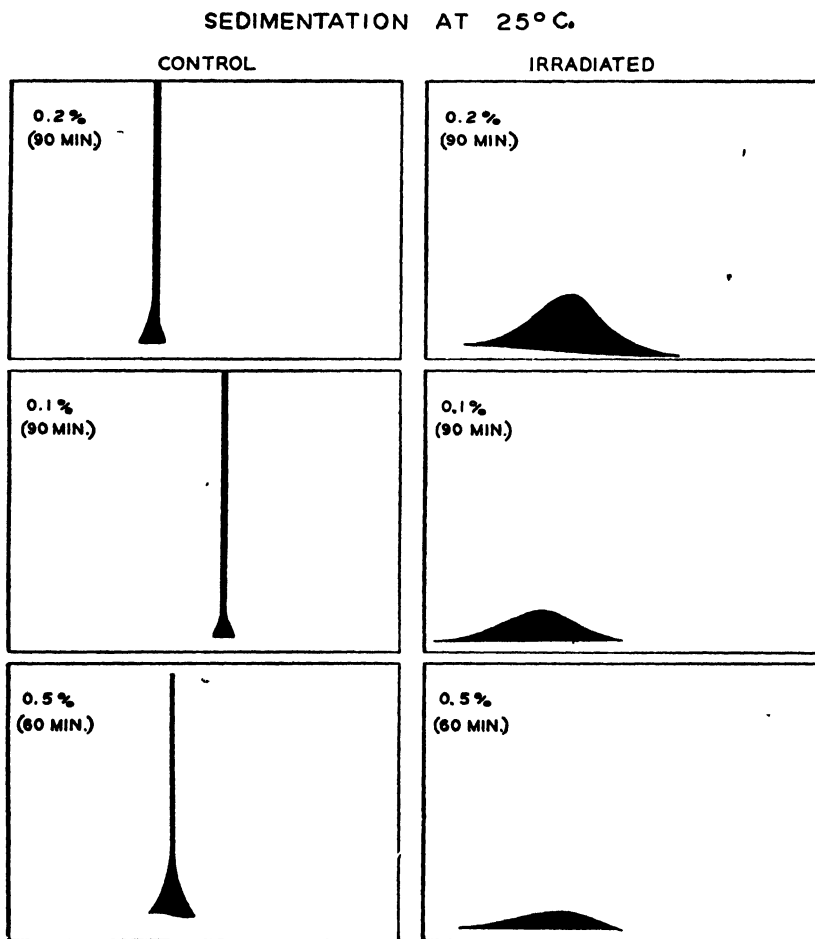 SEDIMENTATION AT 25°C.
CONTROL
IRRADIATED
0.2%
(90 MIN.)
0.2%
(90 MIN.)
0.1%
(90 MIN.)
0.1%
(90 MIN.)
0.5%
(60 MIN.)
0.5%
(60 MIN.)